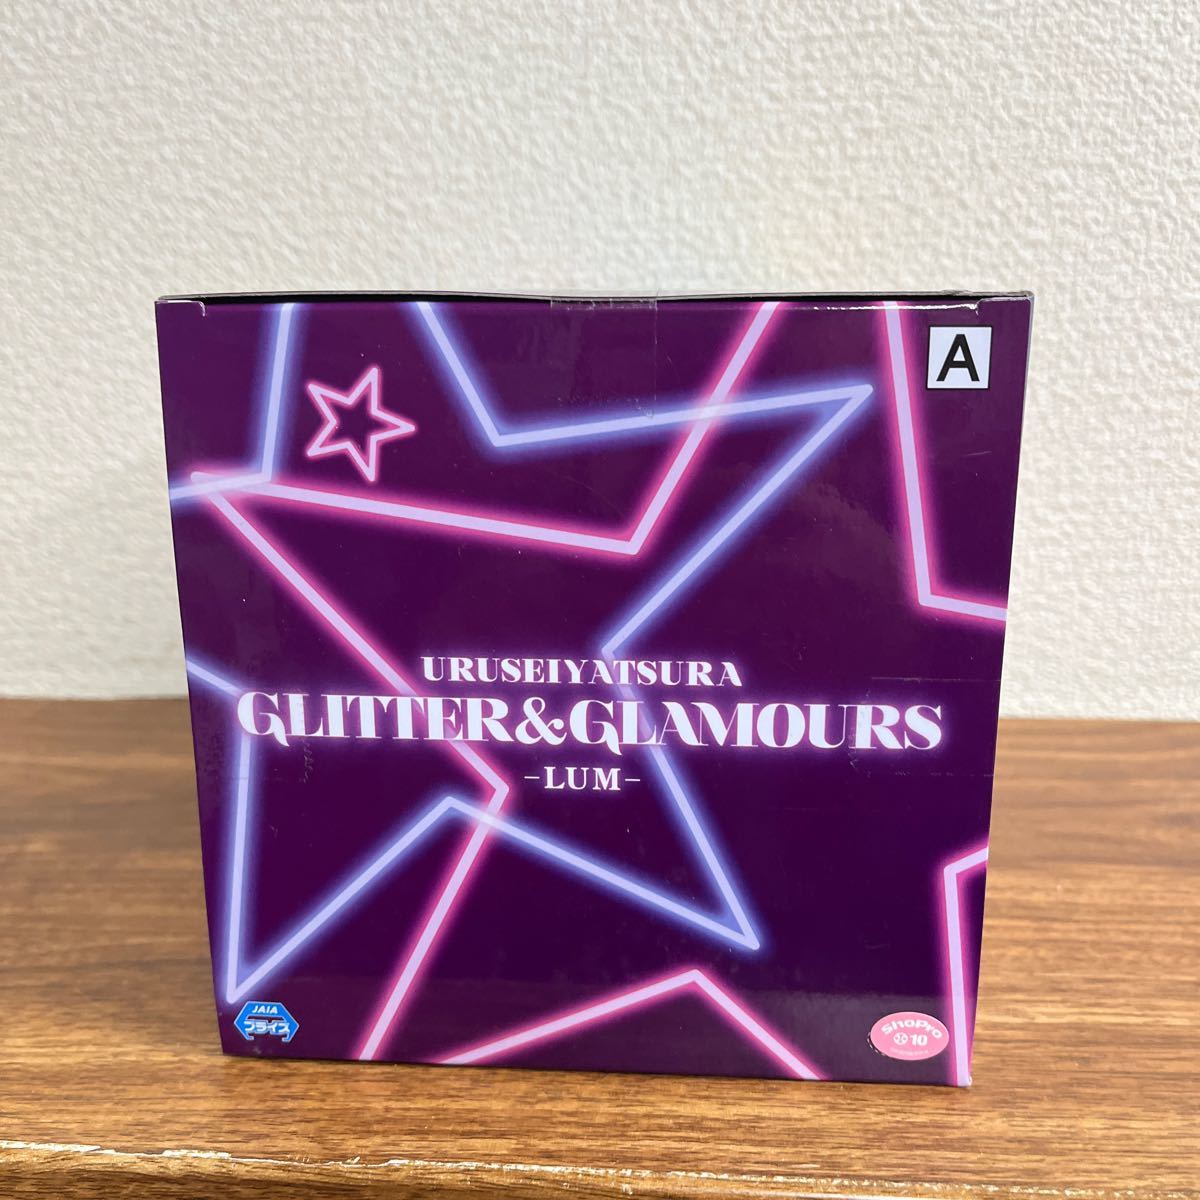 A
URUSEIYATSURA
GLITTER&GLAMOURS
-LUM-
JAIA
プライズ
ShoPro
10